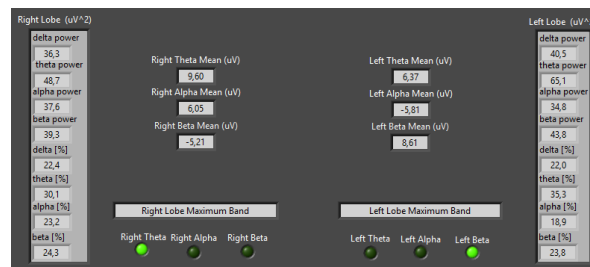 Right Lobe (uV^2)
delta power
36,3
theta power
48,7
alpha power
37,6
beta power
39,3
delta [%]
22,4
theta [%]
30,1
alpha [%]
23,2
beta [%]
24,3
Right Theta Mean (uV)
9,60
Right Alpha Mean (uV)
6,05
Right Beta Mean (uV)
-5,21
Right Lobe Maximum Band
Right Theta Right Alpha Right Beta
Left Theta Mean (uV)
6,37
Left Alpha Mean (uV)
-5,81
Left Beta Mean (uV)
8,61
Left Lobe Maximum Band
Left Theta Left Alpha Left Beta
Left Lobe (uV^
delta power
40,5
theta power
65,1
alpha power
34,8
beta power
43,8
delta [%]
22,0
theta [%]
35,3
alpha [%]
18,9
beta [%]
23,8